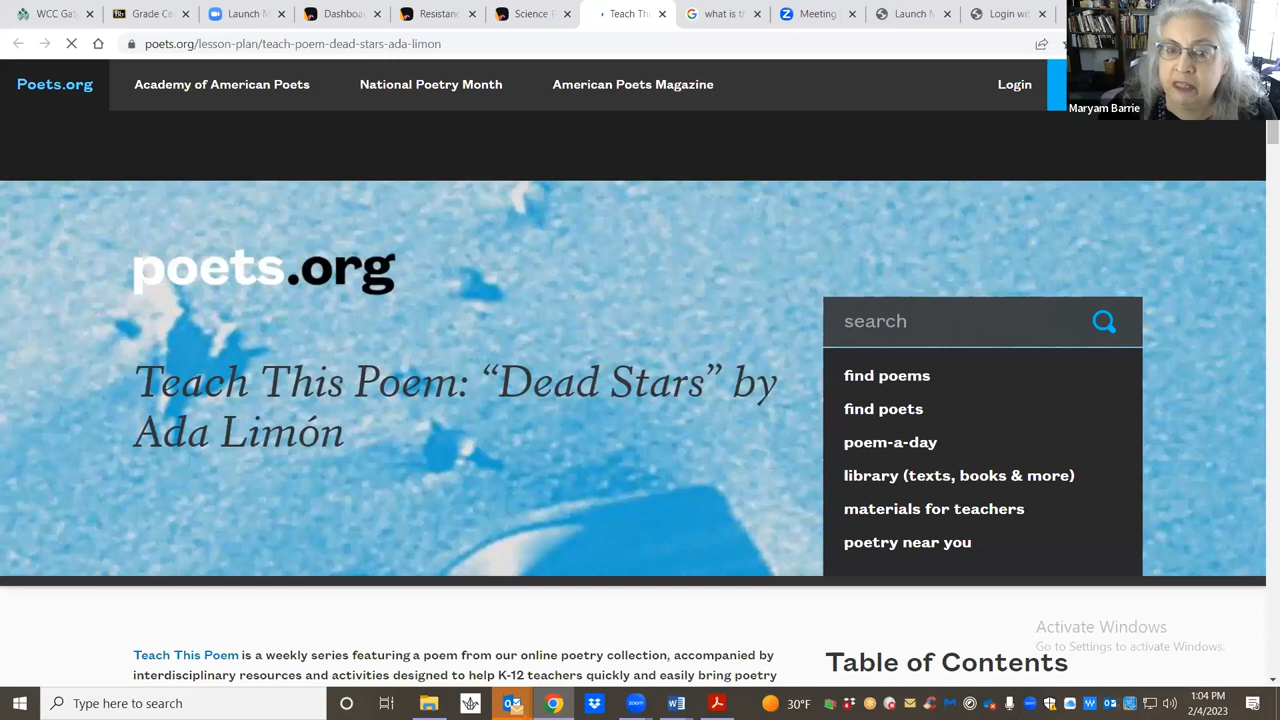 WCC Gat
Grade Ce
Launch M
Dashboa
Resistanc
Science F
Teach Thi
what is th
Meeting
Launch M
Login wit
poets.org/lesson-plan/teach-poem-dead-stars-ada-limon
Poets.org
Academy of American Poets
National Poetry Month
American Poets Magazine
Login
Maryam Barrie
poets.org
search
Teach This Poem: “Dead Stars” by
Ada Limón
find poems
find poets
poem-a-day
library (texts, books & more)
materials for teachers
poetry near you
Activate Windows
Go to Settings to activate Windows.
Teach This Poem is a weekly series featuring a poem from our online poetry collection, accompanied by
interdisciplinary resources and activities designed to help K-12 teachers quickly and easily bring poetry
Table of Contents
Type here to search
30°F
1:04 PM
2/4/2023